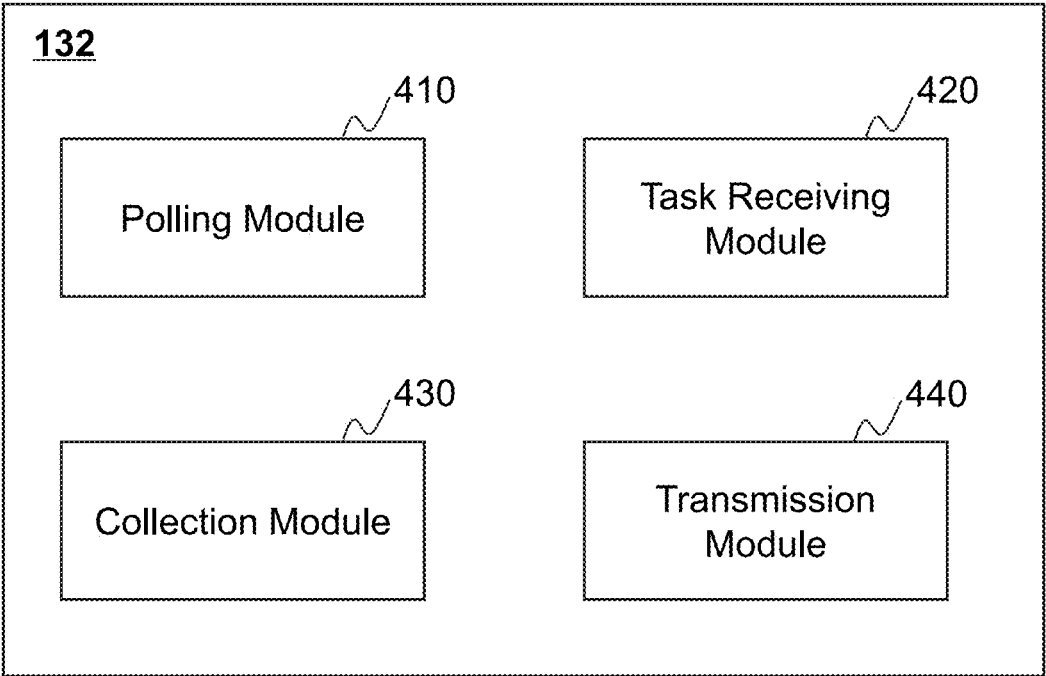 132
410
Polling Module
420
Task Receiving
Module
430
Collection Module
440
Transmission
Module